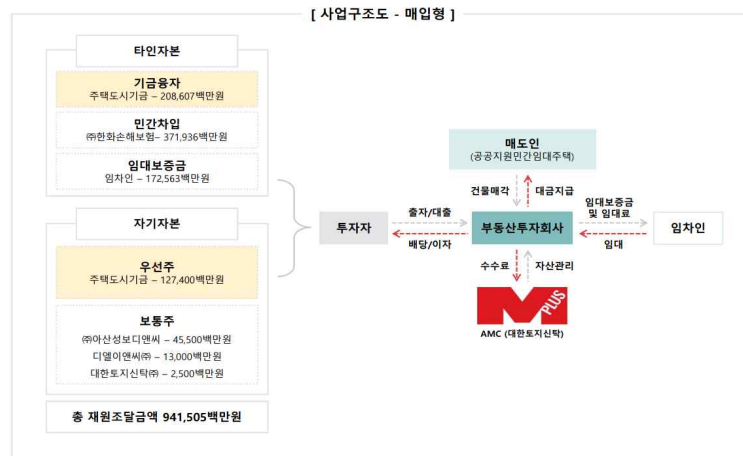 [ 사업구조도 - 매입형 ]
타인자본
기금융자
주택도시기금 – 208,607백만원
민간차입
㈜한화손해보험– 371,936백만원
임대보증금
임차인 – 172,563백만원
자기자본
우선주
주택도시기금 – 127,400백만원
보통주
㈜아산성보디앤씨 – 45,500백만원
디엘이앤씨㈜ – 13,000백만원
대한토지신탁㈜ – 2,500백만원
총 재원조달금액 941,505백만원
투자자
출자/대출
배당/이자
매도인
(공공지원민간임대주택)
건물매각
대금지급
부동산투자회사
임대보증금
및 임대료
임대
임차인
수수료
자산관리
M PLUS
AMC (대한토지신탁)